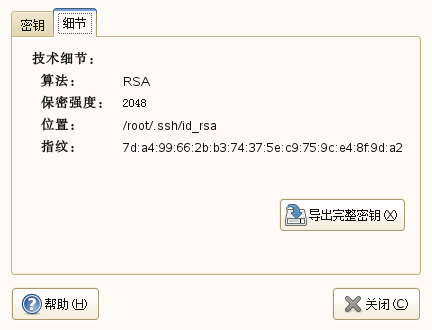 密钥 细节
技术细节：
算法： RSA
保密强度： 2048
位置： /root/.ssh/id_rsa
指纹： 7d:a4:99:66:2b:b3:74:37:5e:c9:75:9c:e4:8f:9d:a2
导出完整密钥 (X)
帮助 (H) 关闭 (C)